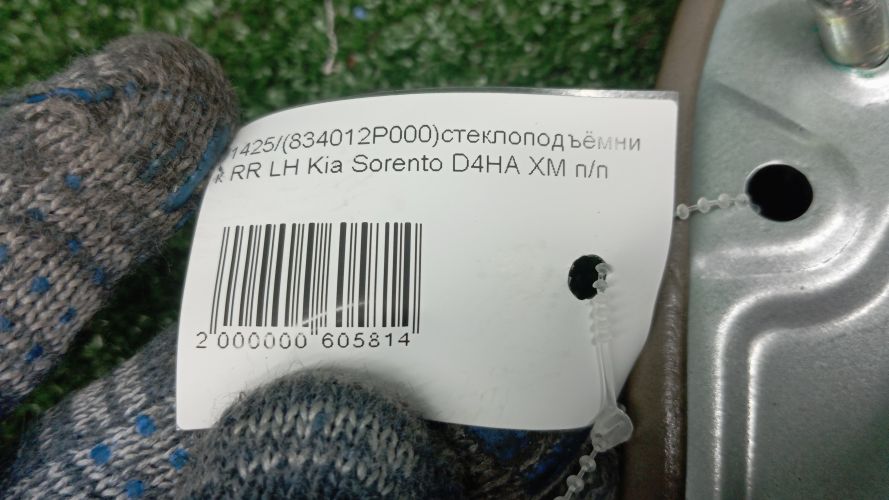 1425/(834012P000)стеклоподъёмни
к RR LH Kia Sorento D4HA XM п/п
2 000000 605814